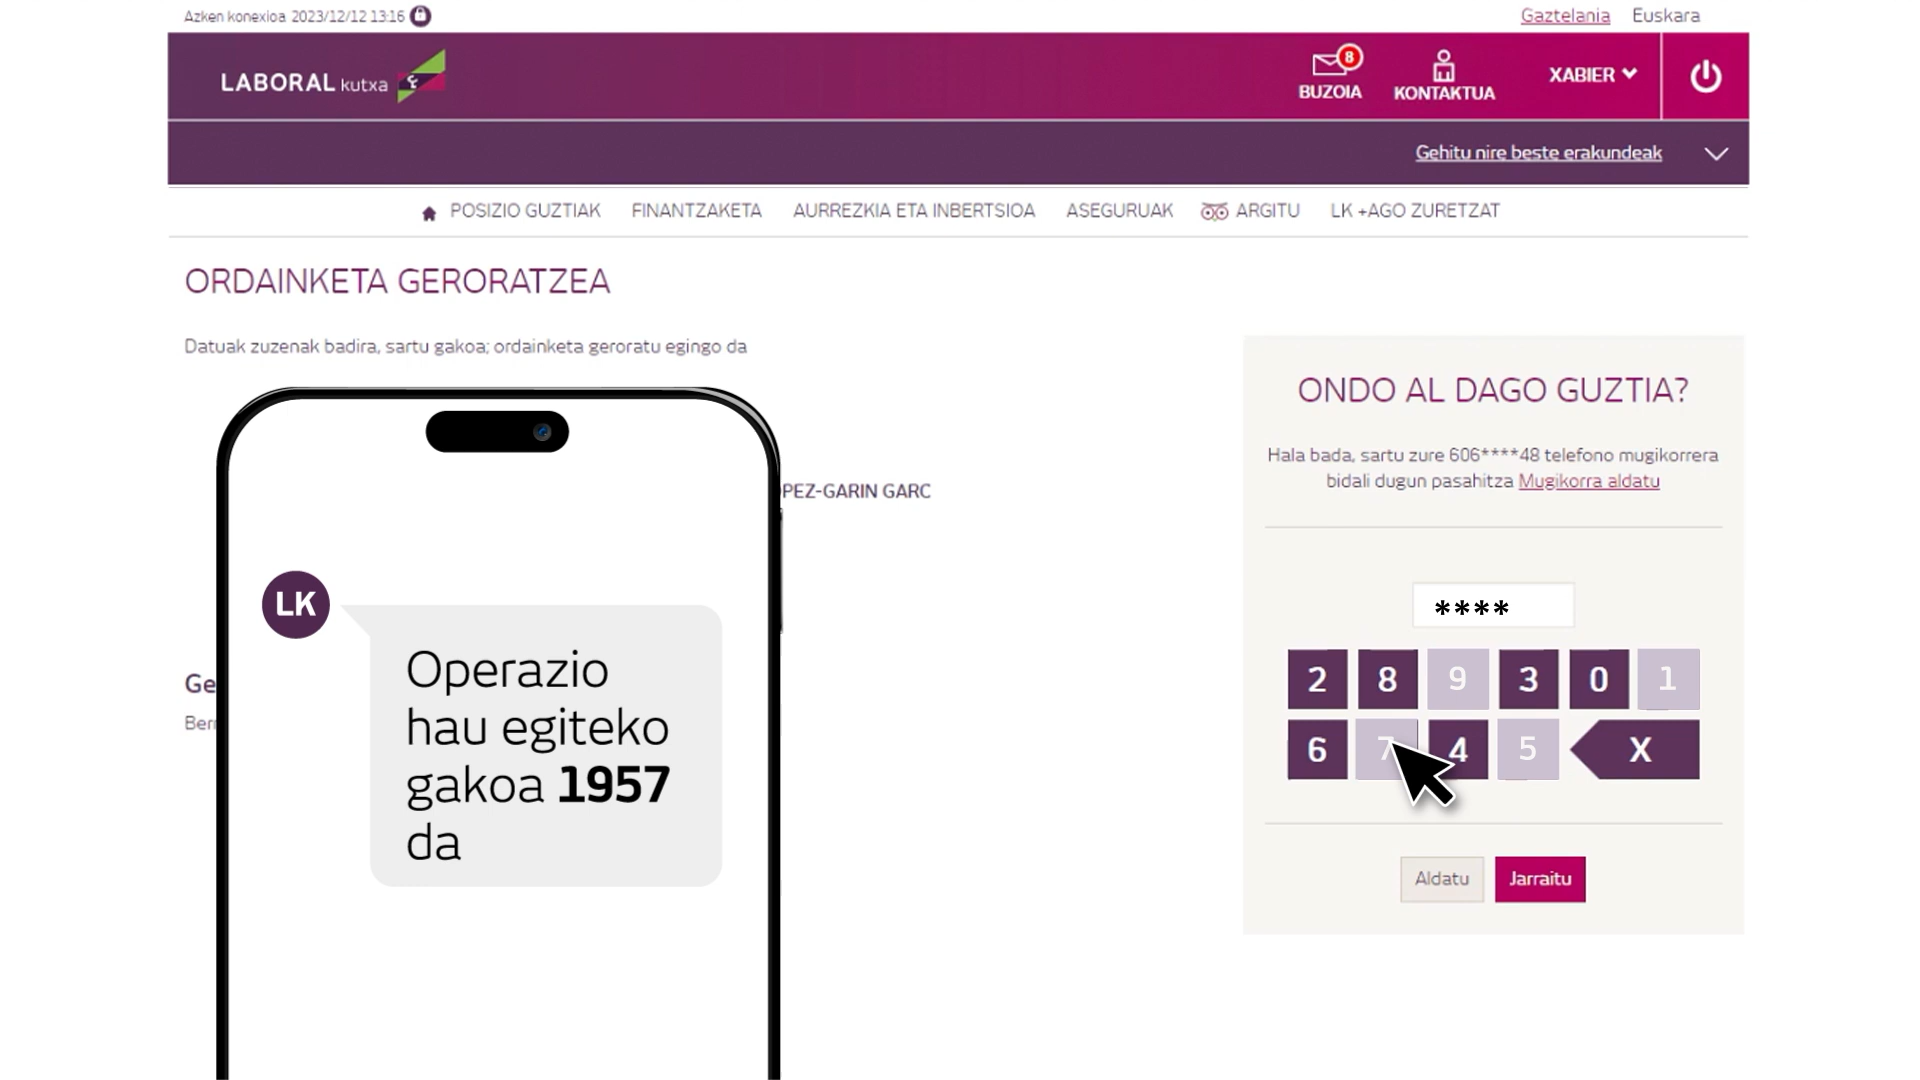 Azken konexioa 2023/12/12 13:16
Gaztelania Euskara
LABORAL kutxa
8
BUZOIA KONTAKTUA XABIER
Gehitu nire beste erakundeak
POSIZIO GUZTIAK FINANTZAKETA AURREZKIA ETA INBERTSIOA ASEGURUAK ARGITU LK +AGO ZURETZAT
ORDAINKETA GERORATZEA
Datuak zuzenak badira, sartu gakoa; ordainketa geroratu egingo da
PEZ-GARIN GARC
Ge
Ber
LK
Operazio
hau egiteko
gakoa 1957
da
ONDO AL DAGO GUZTIA?
Hala bada, sartu zure 606****48 telefono mugikorrera
bidali dugun pasahitza Mugikorra aldatu
****
2 8 9 3 0 1
6 7 4 5 X
Aldatu Jarraitu